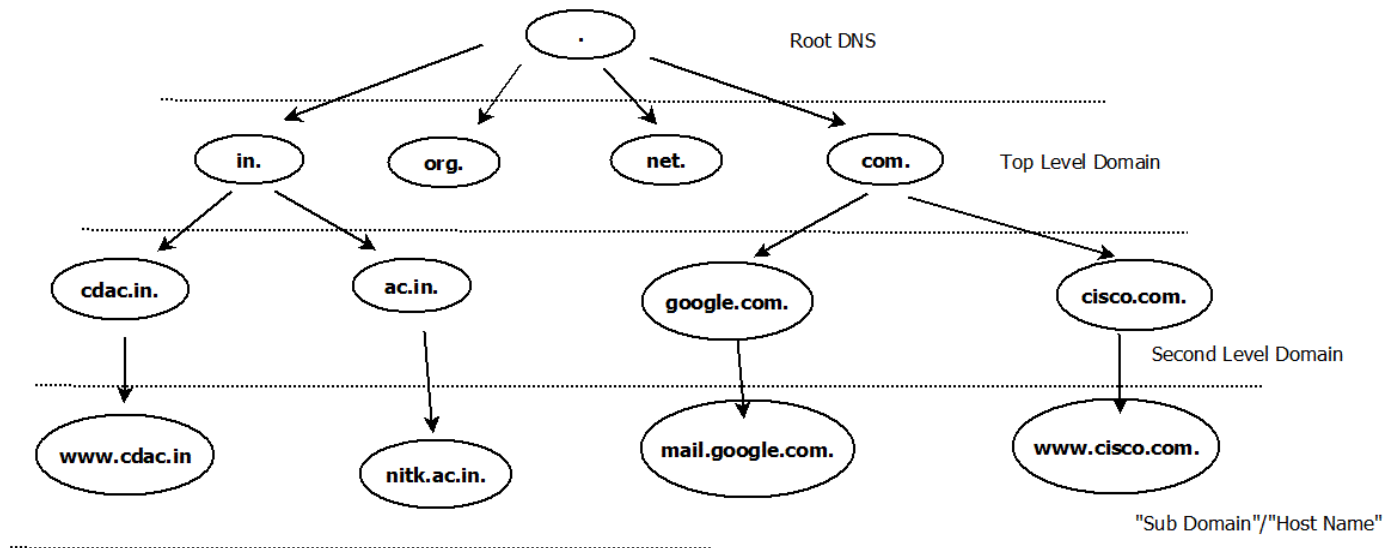 .
Root DNS
in.
org.
net.
com.
Top Level Domain
cdac.in.
ac.in.
google.com.
cisco.com.
Second Level Domain
www.cdac.in
nitk.ac.in.
mail.google.com.
www.cisco.com.
"Sub Domain"/"Host Name"